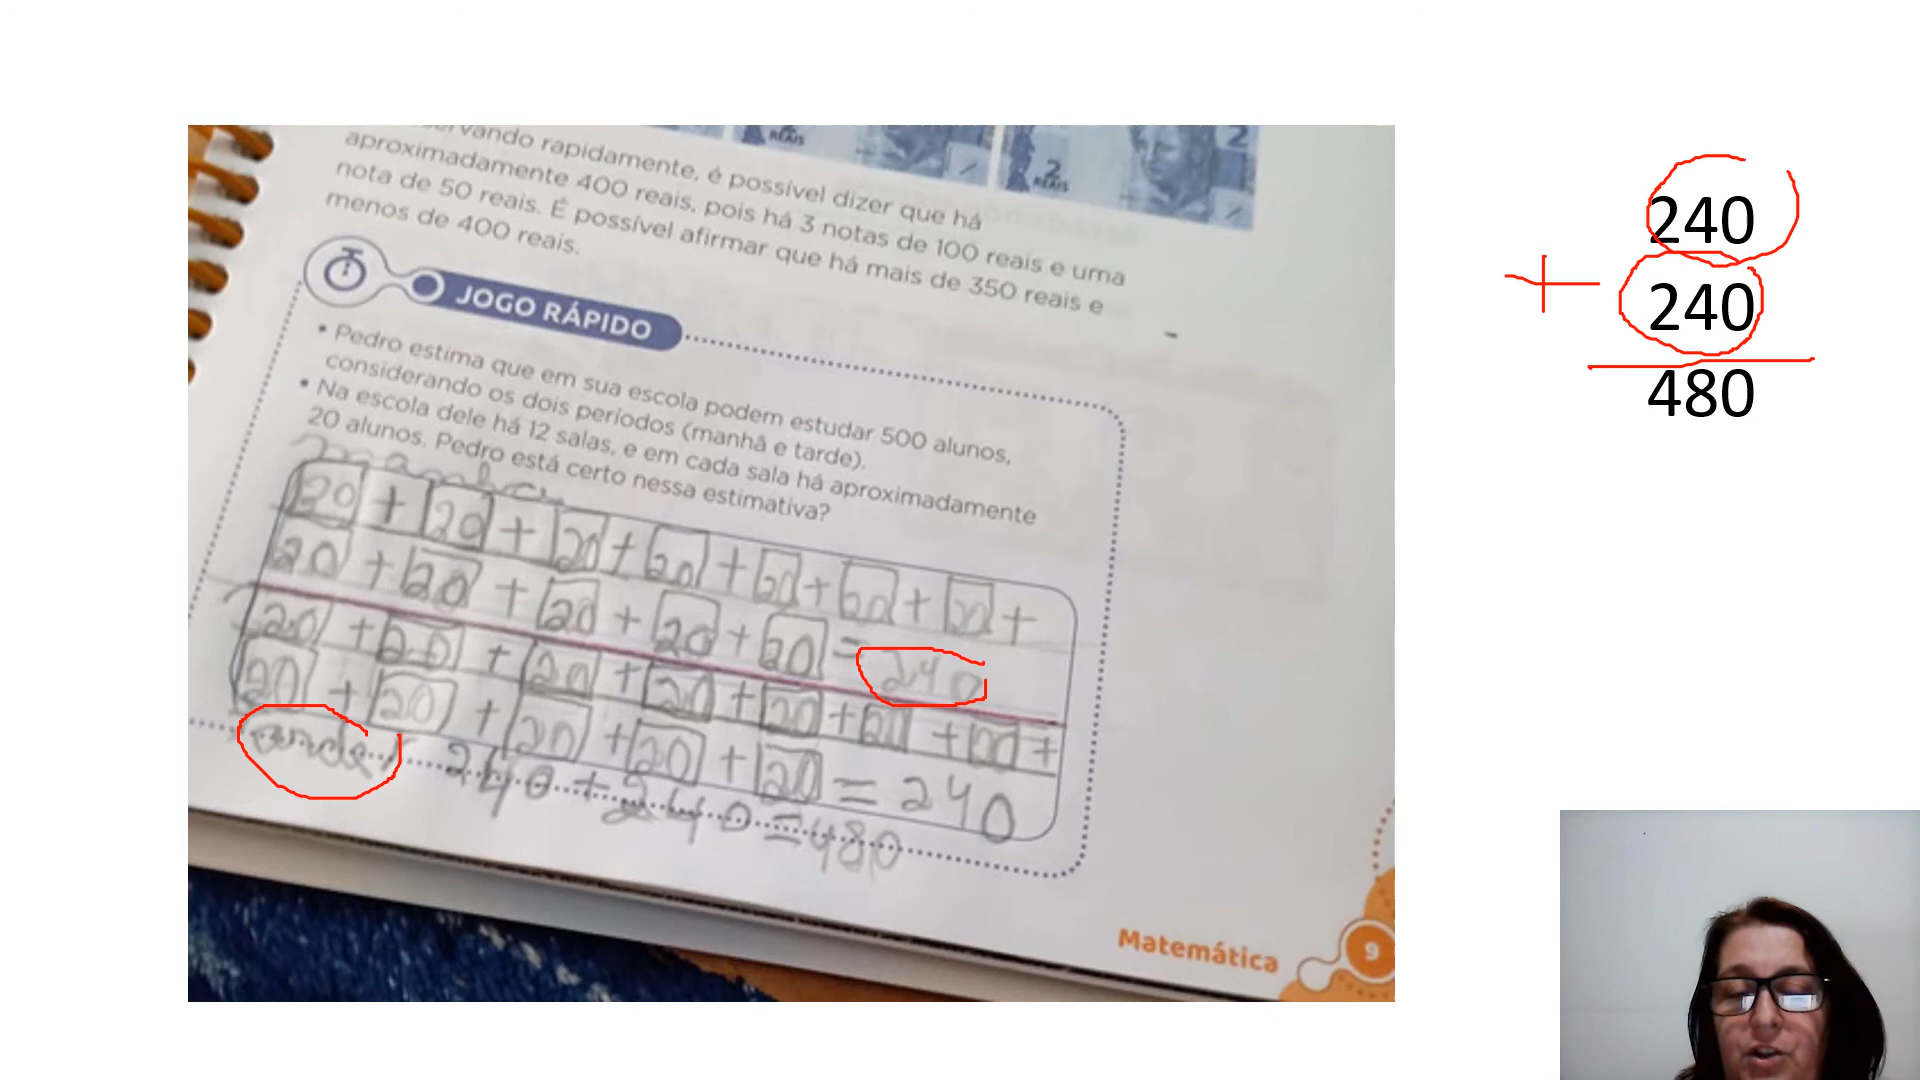 2
REAIS
2
REAIS
rvando rapidamente, é possível dizer que há
aproximadamente 400 reais, pois há 3 notas de 100 reais e uma
nota de 50 reais. É possível afirmar que há mais de 350 reais e
menos de 400 reais.
JOGO RÁPIDO
• Pedro estima que em sua escola podem estudar 500 alunos,
considerando os dois períodos (manhã e tarde).
• Na escola dele há 12 salas, e em cada sala há aproximadamente
20 alunos. Pedro está certo nessa estimativa?
20 + 20 + 20 + 20 + 20 + 20 + 20 +
20 + 20 + 20 + 20 + 20 = 240
20 + 20 + 20 + 20 + 20 + 20 + 20 +
20 + 20 + 20 + 20 + 20 = 240
240 + 240 = 480
Matemática
9
240
+ 240
480